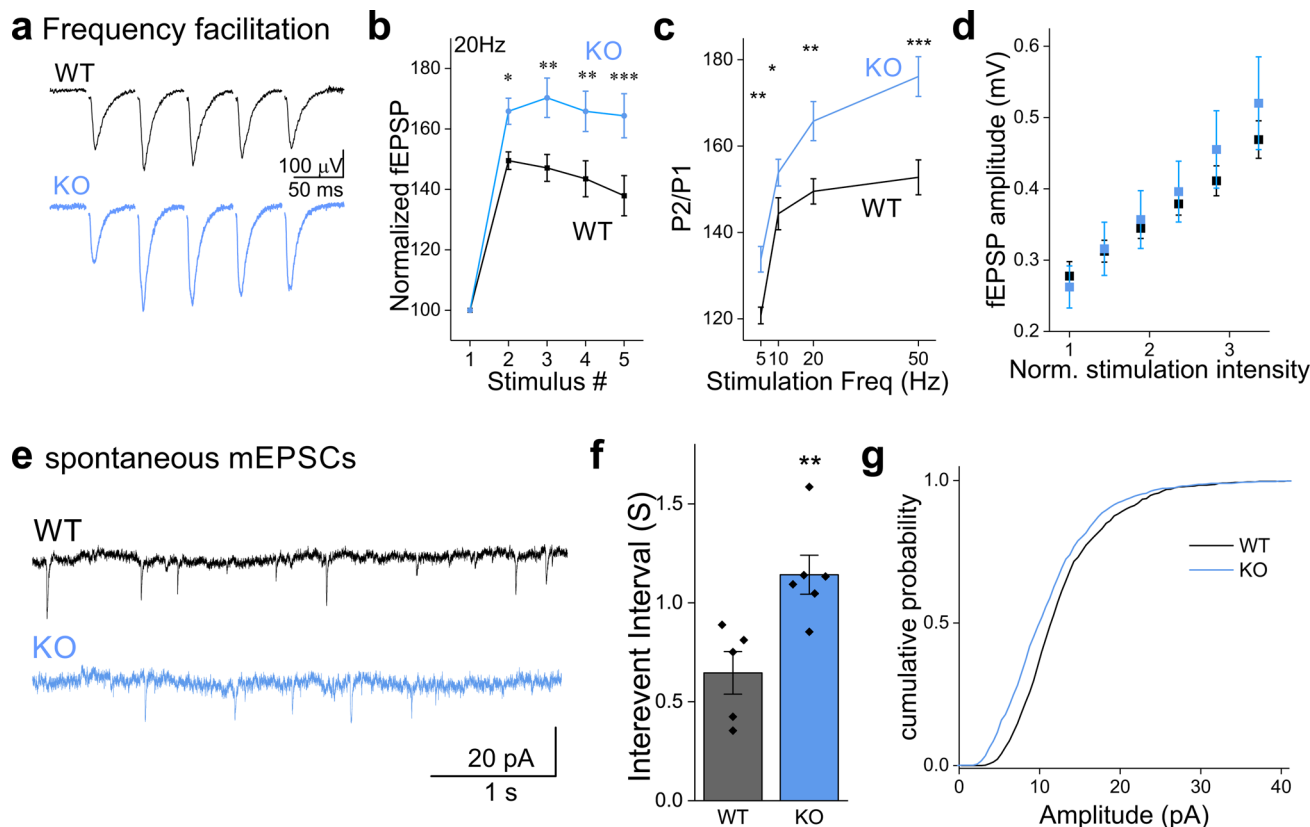 a Frequency facilitation
WT
100 µV
50 ms
KO
b
20Hz
KO
* ** ** ***
WT
180
160
140
120
100
Normalized fEPSP
1 2 3 4 5
Stimulus #
c
** * ** ***
KO
WT
180
160
140
120
P2/P1
5 10 20 50
Stimulation Freq (Hz)
d
0.6
0.5
0.4
0.3
0.2
fEPSP amplitude (mV)
1 2 3
Norm. stimulation intensity
e spontaneous mEPSCs
WT
KO
20 pA
1 s
f
**
1.5
1.0
0.5
0.0
Interevent Interval (S)
WT KO
g
1.0
0.5
0.0
cumulative probability
WT
KO
0 10 20 30 40
Amplitude (pA)